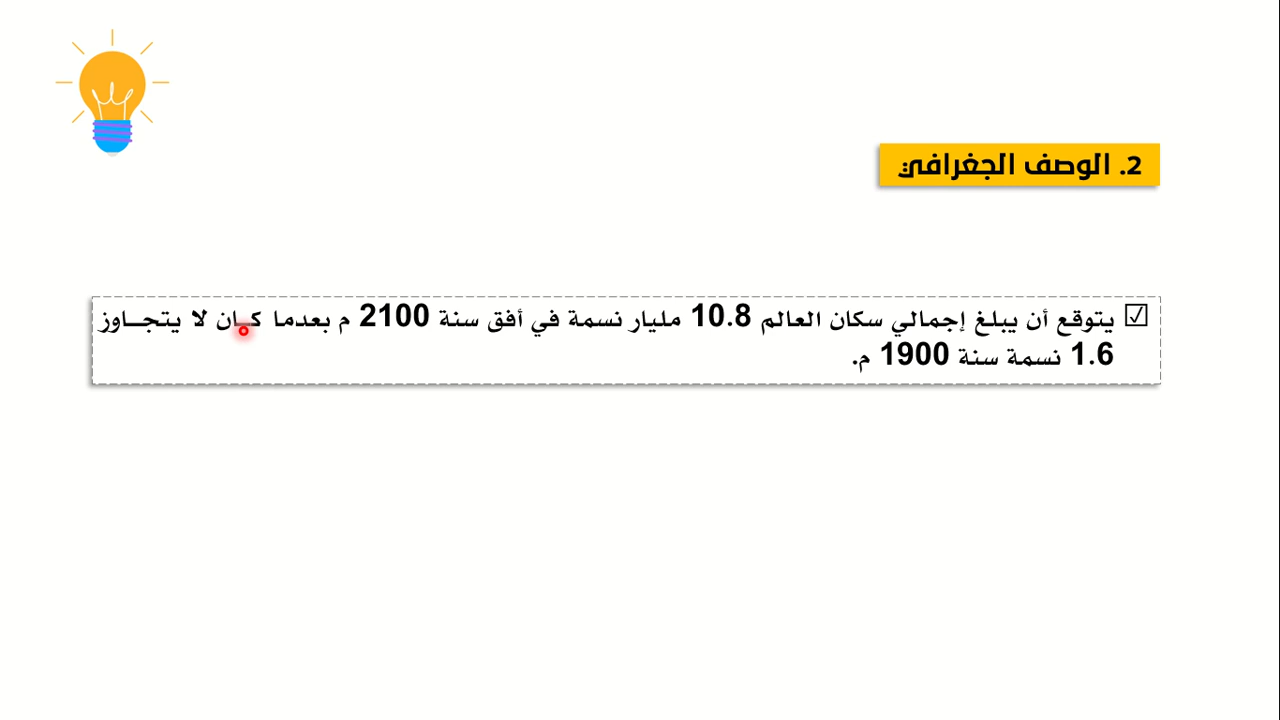 2. الوصف الجغرافي
☑ يتوقع أن يبلغ إجمالي سكان العالم 10.8 مليار نسمة في أفق سنة 2100 م بعدما كـان لا يتجـاوز
1.6 نسمة سنة 1900 م.